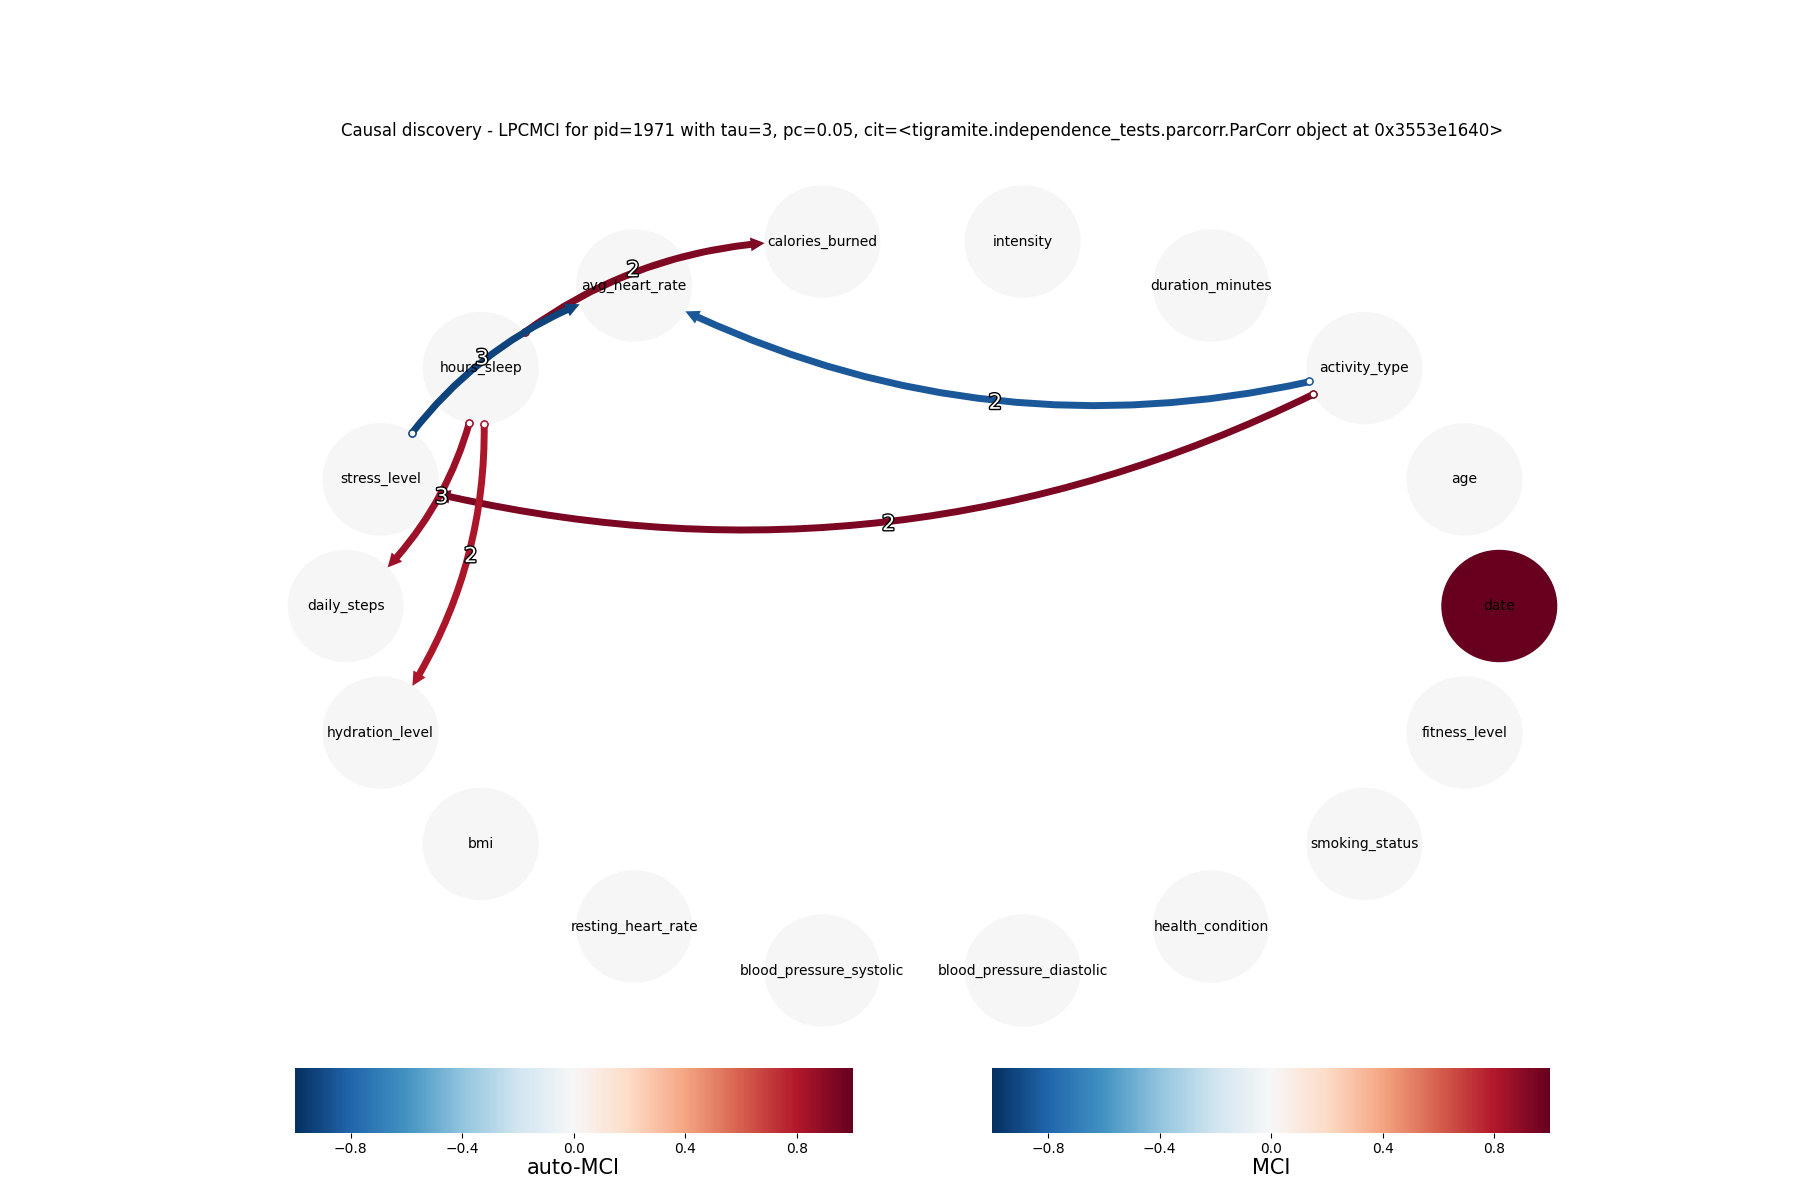 Causal discovery - LPCMCI for pid=1971 with tau=3, pc=0.05, cit=<tigramite.independence_tests.parcorr.ParCorr object at 0x3553e1640>
calories_burned
intensity
2
avg_heart_rate
duration_minutes
3
hours_sleep
activity_type
2
stress_level
age
3
2
2
daily_steps
date
hydration_level
fitness_level
bmi
smoking_status
resting_heart_rate
health_condition
blood_pressure_systolic
blood_pressure_diastolic
−0.8 −0.4 0.0 0.4 0.8
auto-MCI
−0.8 −0.4 0.0 0.4 0.8
MCI